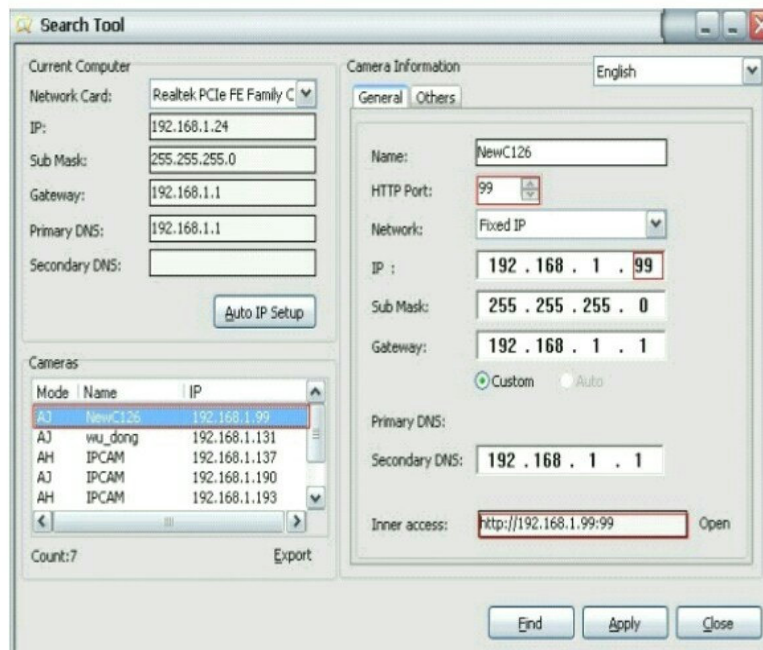 Search Tool
Current Computer
Network Card: Realtek PCIe FE Family C
IP: 192.168.1.24
Sub Mask: 255.255.255.0
Gateway: 192.168.1.1
Primary DNS: 192.168.1.1
Secondary DNS:
Auto IP Setup
Cameras
Mode Name IP
AJ NewC126 192.168.1.99
AJ wu_dong 192.168.1.131
AH IPCAM 192.168.1.137
AJ IPCAM 192.168.1.190
AH IPCAM 192.168.1.193
Count:7 Export
Camera Information
English
General Others
Name: NewC126
HTTP Port: 99
Network: Fixed IP
IP : 192 . 168 . 1 . 99
Sub Mask: 255 . 255 . 255 . 0
Gateway: 192 . 168 . 1 . 1
Custom Auto
Primary DNS:
Secondary DNS: 192 . 168 . 1 . 1
Inner access: http://192.168.1.99:99 Open
Find Apply Close